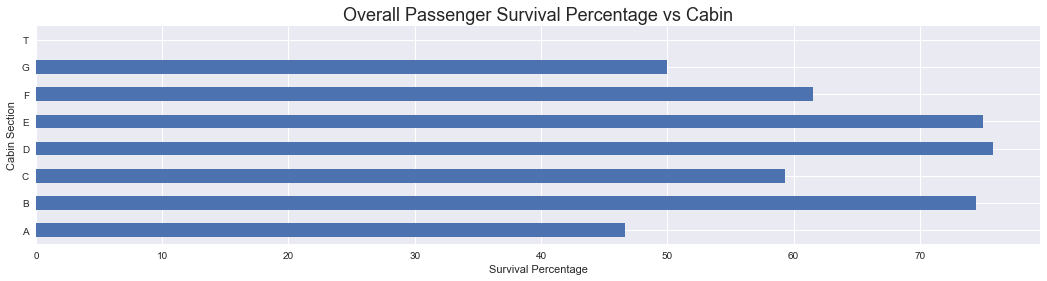 Overall Passenger Survival Percentage vs Cabin
Cabin Section
T
G
F
E
D
C
B
A
0 10 20 30 40 50 60 70
Survival Percentage